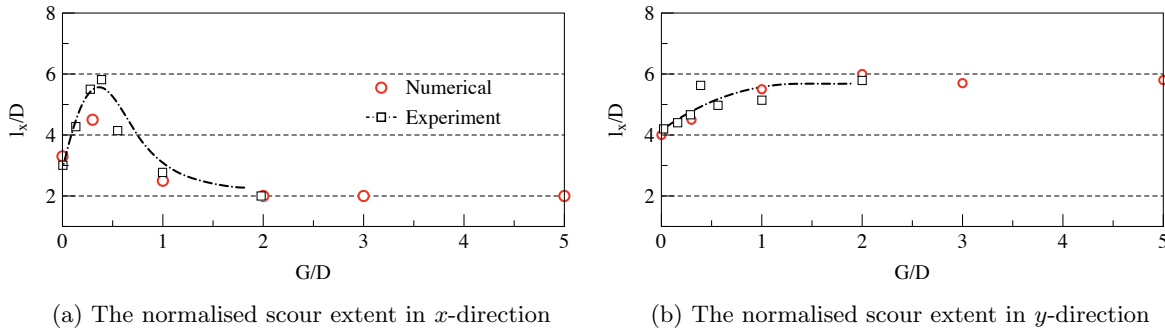 8
6
4
2
l_x/D
0
1
2
3
4
5
G/D
Numerical
Experiment
(a) The normalised scour extent in x-direction
8
6
4
2
l_x/D
0
1
2
3
4
5
G/D
(b) The normalised scour extent in y-direction